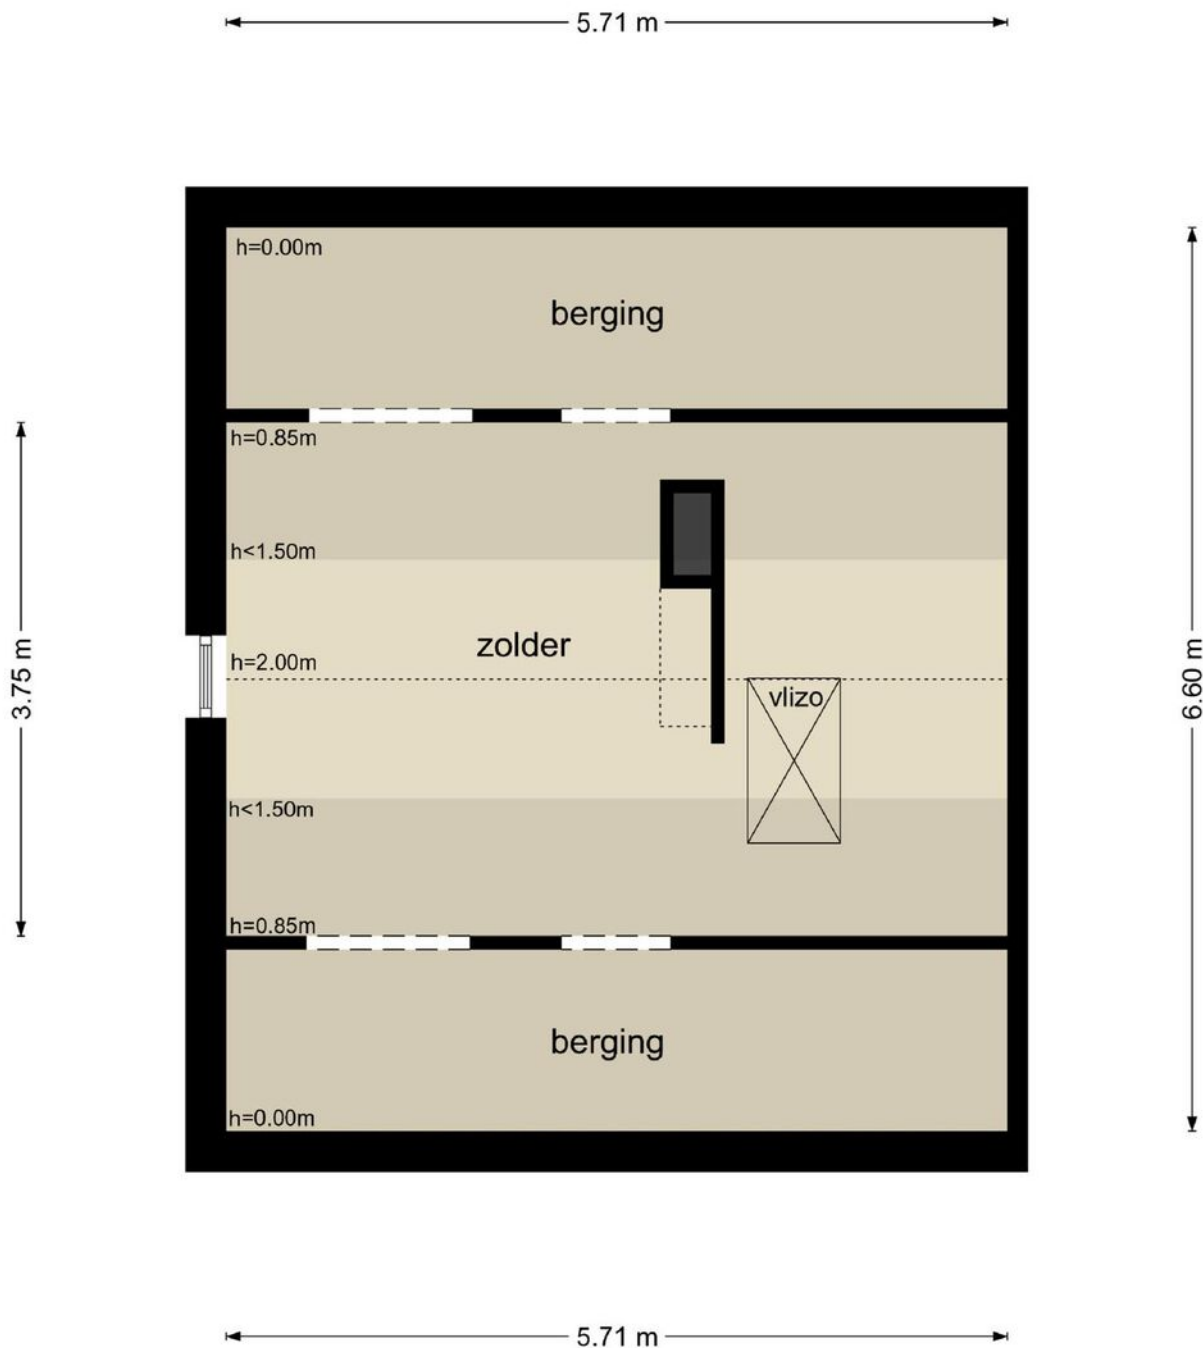 5.71 m
h=0.00m
berging
h=0.85m
h<1.50m
zolder
h=2.00m
vlizo
3.75 m
6.60 m
h<1.50m
h=0.85m
berging
h=0.00m
5.71 m